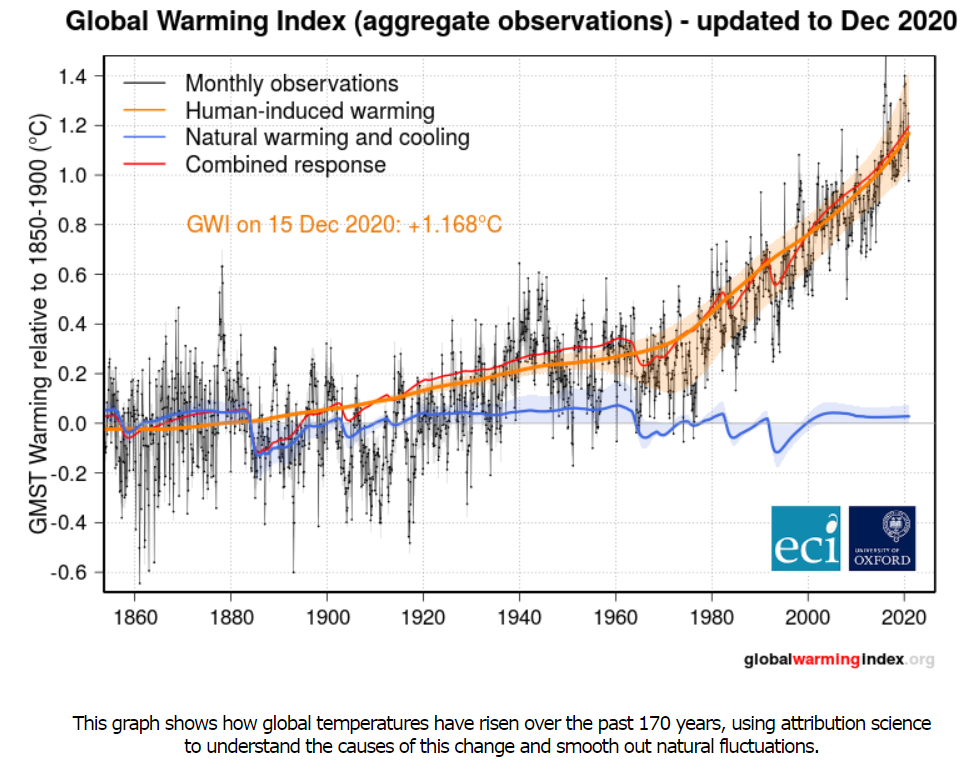 Global Warming Index (aggregate observations) - updated to Dec 2020
GMST Warming relative to 1850-1900 (°C)
1.4
1.2
1.0
0.8
0.6
0.4
0.2
0.0
-0.2
-0.4
-0.6
Monthly observations
Human-induced warming
Natural warming and cooling
Combined response
GWI on 15 Dec 2020: +1.168°C
eci
UNIVERSITY OF
OXFORD
1860 1880 1900 1920 1940 1960 1980 2000 2020
globalwarmingindex.org
This graph shows how global temperatures have risen over the past 170 years, using attribution science
to understand the causes of this change and smooth out natural fluctuations.